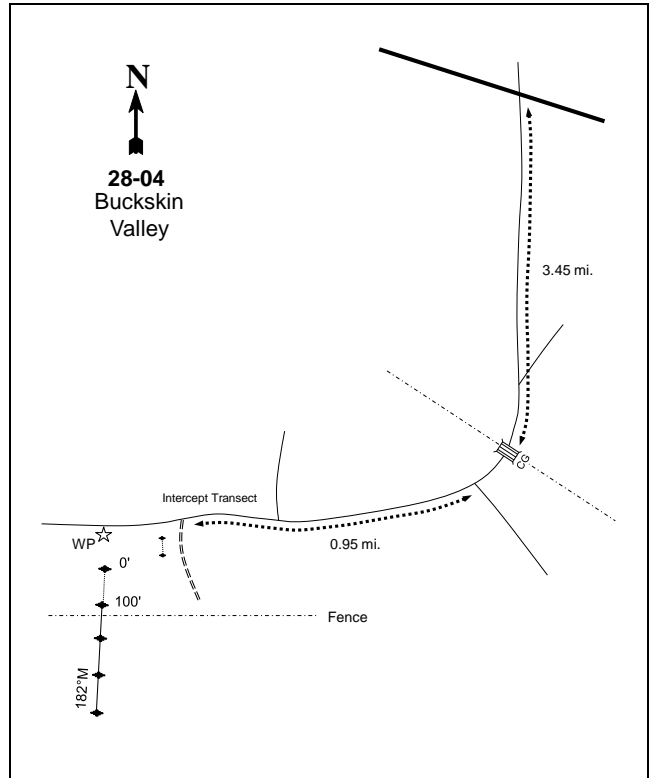 N
28-04
Buckskin
Valley
3.45 mi.
CG
Intercept Transect
0.95 mi.
WP
0'
100'
Fence
182°M